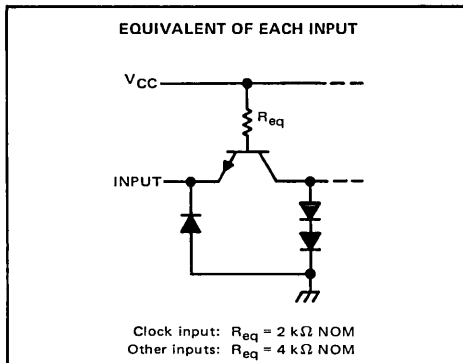 EQUIVALENT OF EACH INPUT
VCC
Req
INPUT
Clock input: Req = 2 kΩ NOM
Other inputs: Req = 4 kΩ NOM